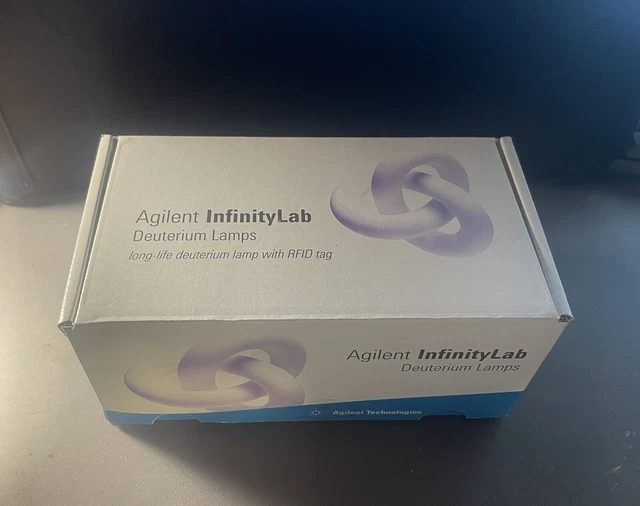 Agilent InfinityLab
Deuterium Lamps
long-life deuterium lamp with RFID tag
Agilent InfinityLab
Deuterium Lamps
Agilent Technologies